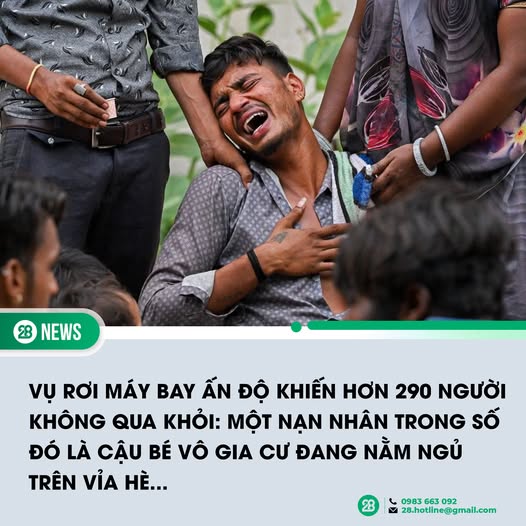 28 NEWS
VỤ RƠI MÁY BAY ẤN ĐỘ KHIẾN HƠN 290 NGƯỜI
KHÔNG QUA KHỎI: MỘT NẠN NHÂN TRONG SỐ
ĐÓ LÀ CẬU BÉ VÔ GIA CƯ ĐANG NẰM NGỦ
TRÊN VỈA HÈ...
28
0983 663 092
28.hotline@gmail.com